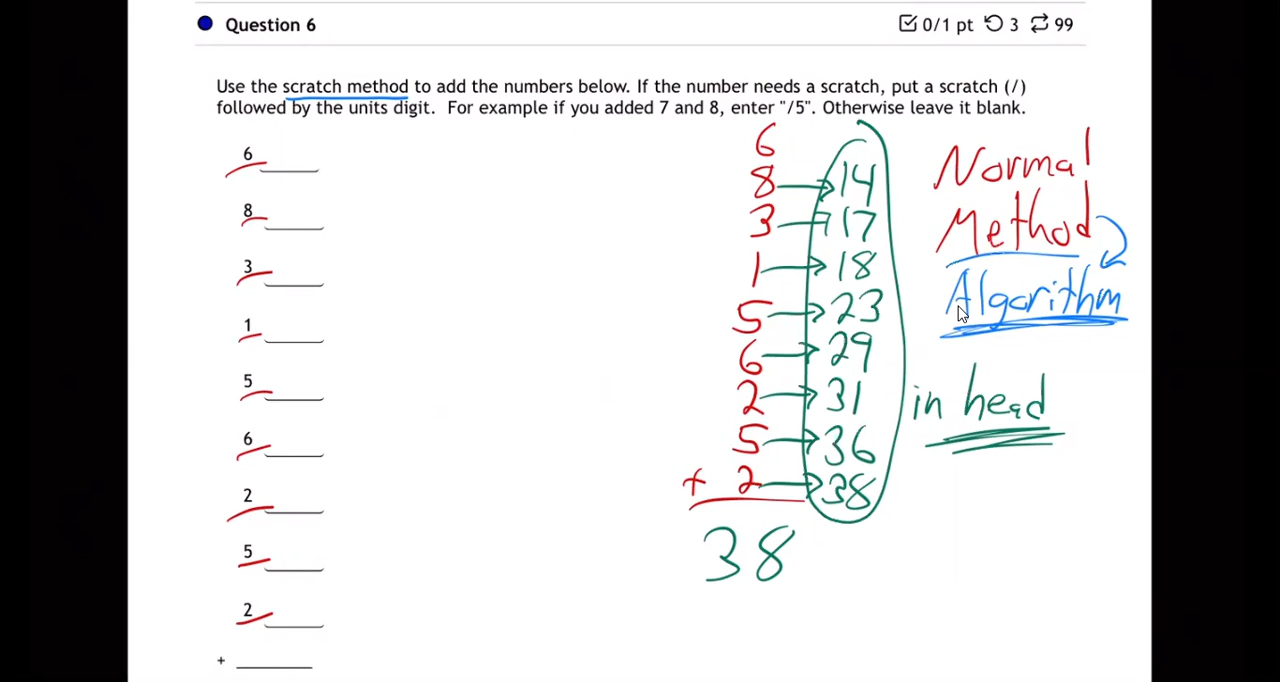 Question 6
0/1 pt 3 99
Use the scratch method to add the numbers below. If the number needs a scratch, put a scratch (/)
followed by the units digit. For example if you added 7 and 8, enter "/5". Otherwise leave it blank.
6
8
3
1
5
6
2
5
2
+
6
8 → 14
3 → 17
1 → 18
5 → 23
6 → 29
2 → 31
5 → 36
+ 2 → 38
38
Normal
Method
Algorithm
in head